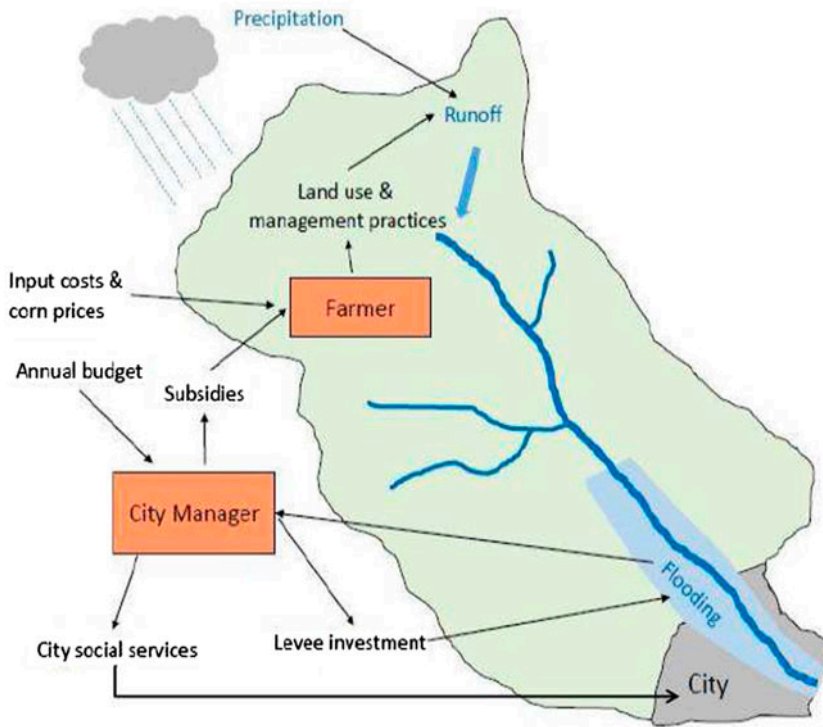 Precipitation
Runoff
Land use &
management practices
Input costs &
corn prices
Farmer
Annual budget
Subsidies
City Manager
Flooding
City social services
Levee investment
City